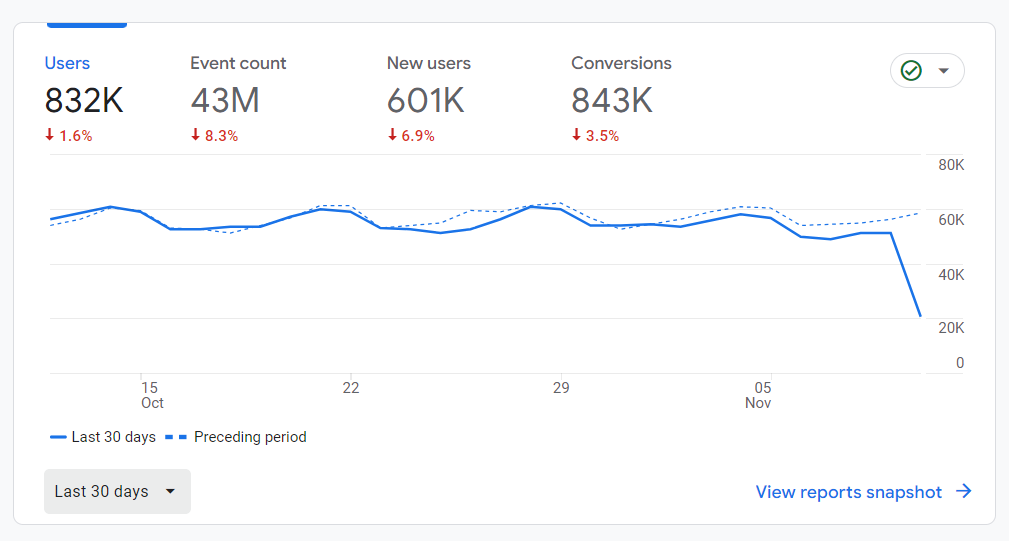 Users
832K
1.6%
Event count
43M
8.3%
New users
601K
6.9%
Conversions
843K
3.5%
80K
60K
40K
20K
0
15
Oct
22
29
05
Nov
Last 30 days
Preceding period
Last 30 days
View reports snapshot